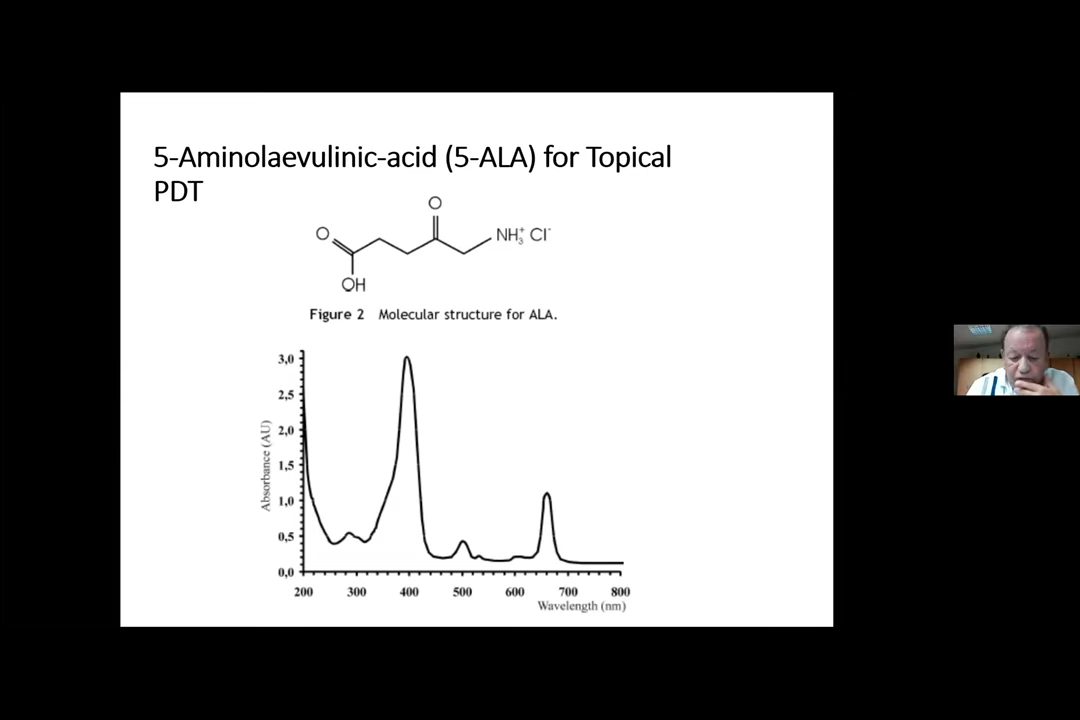 5-Aminolaevulinic-acid (5-ALA) for Topical
PDT
O
O
NH3+ Cl-
OH
Figure 2 Molecular structure for ALA.
3,0
2,5
2,0
1,5
1,0
0,5
0,0
Absorbance (AU)
200 300 400 500 600 700 800
Wavelength (nm)